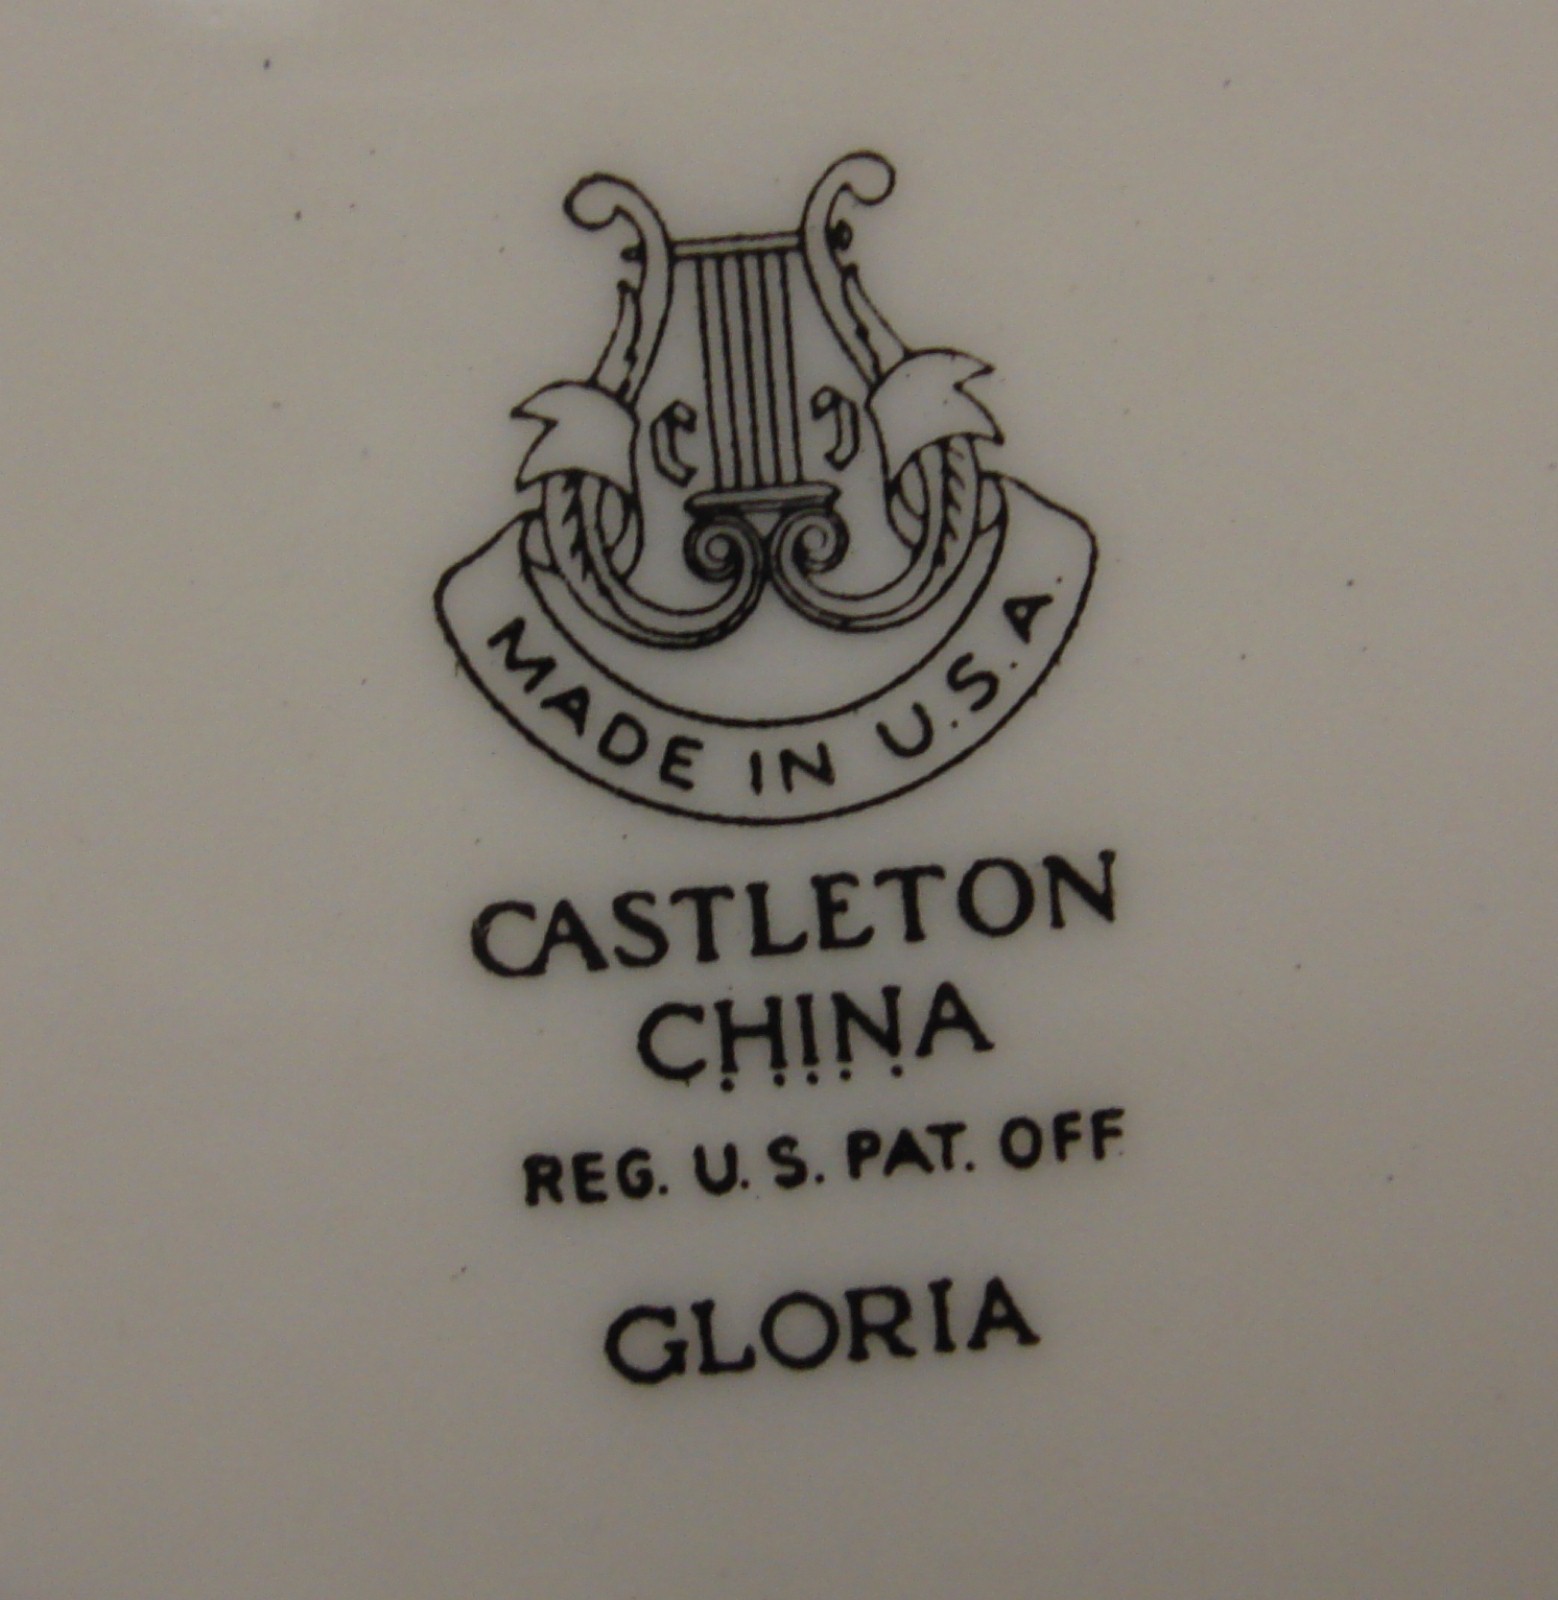 C C
MADE IN U.S.A.
CASTLETON
CHINA
REG. U. S. PAT. OFF.
GLORIA